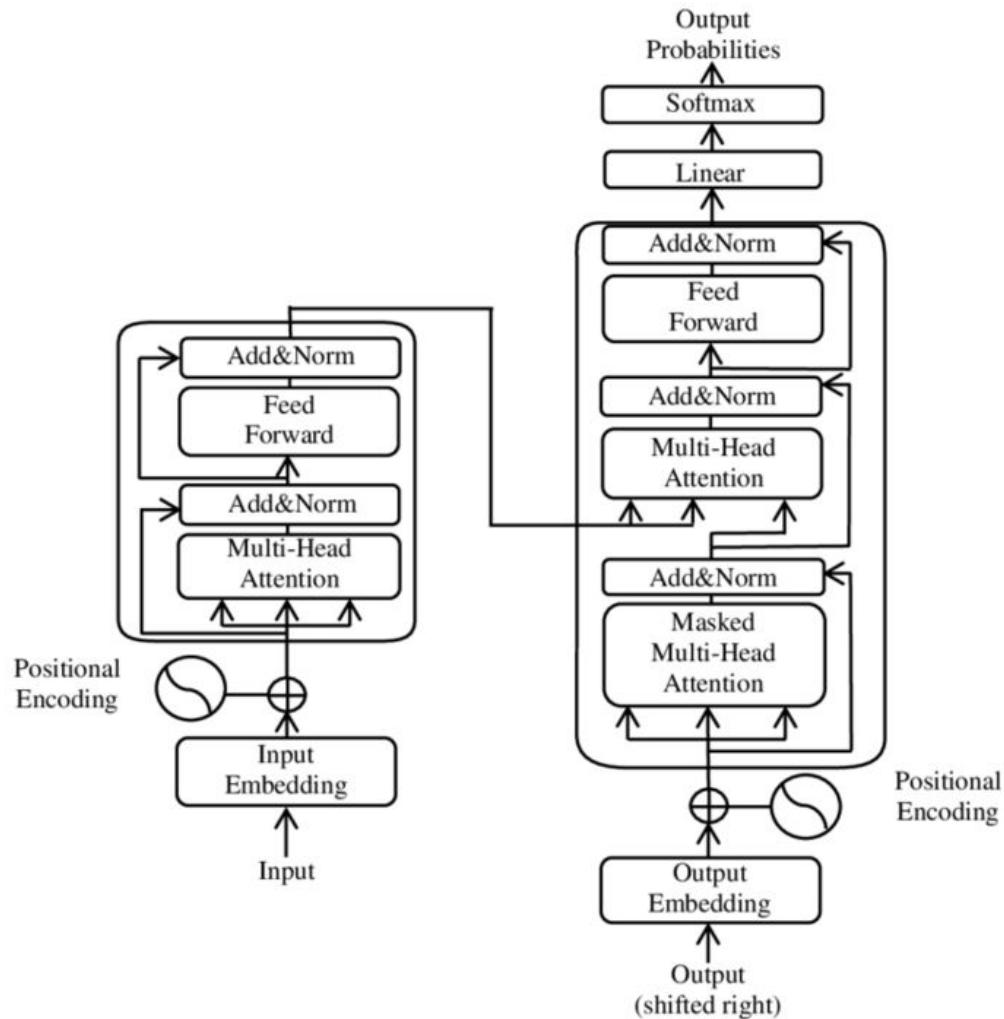 Output
Probabilities
Softmax
Linear
Add&Norm
Feed
Forward
Add&Norm
Multi-Head
Attention
Add&Norm
Masked
Multi-Head
Attention
Positional
Encoding
Output
Embedding
Output
(shifted right)
Add&Norm
Feed
Forward
Add&Norm
Multi-Head
Attention
Positional
Encoding
Input
Embedding
Input